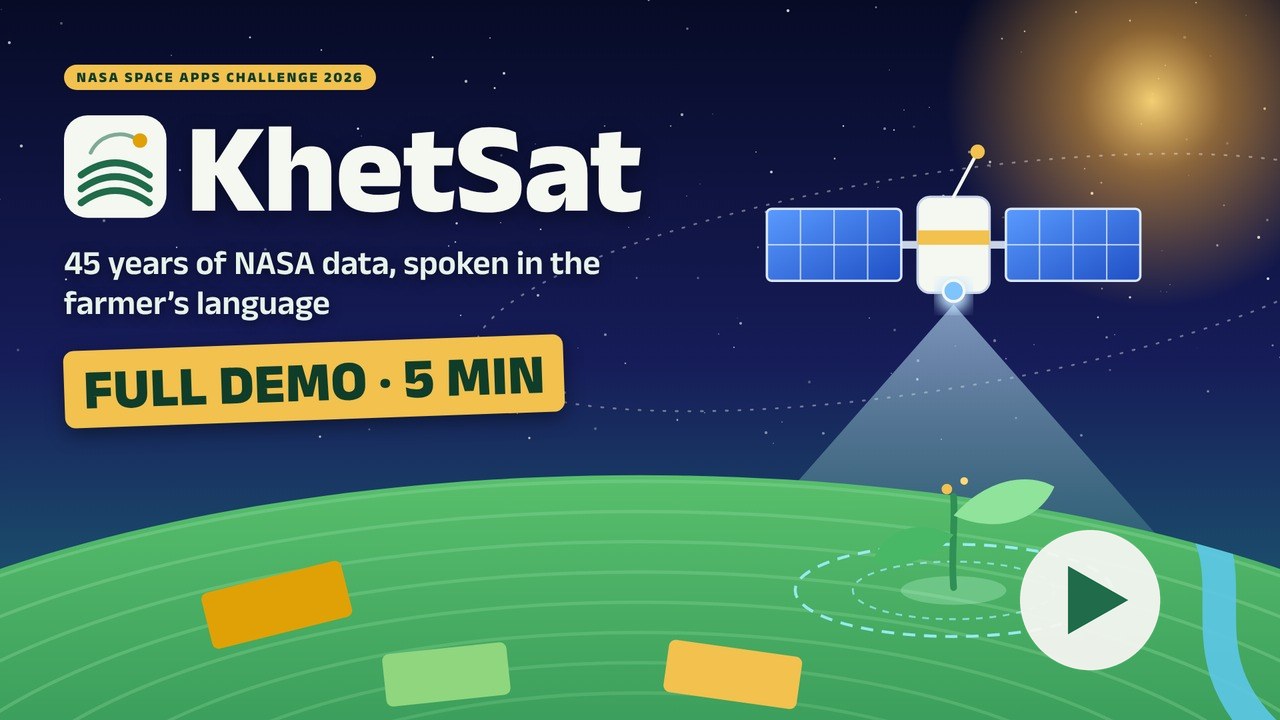 NASA SPACE APPS CHALLENGE 2026
KhetSat
45 years of NASA data, spoken in the
farmer’s language
FULL DEMO · 5 MIN